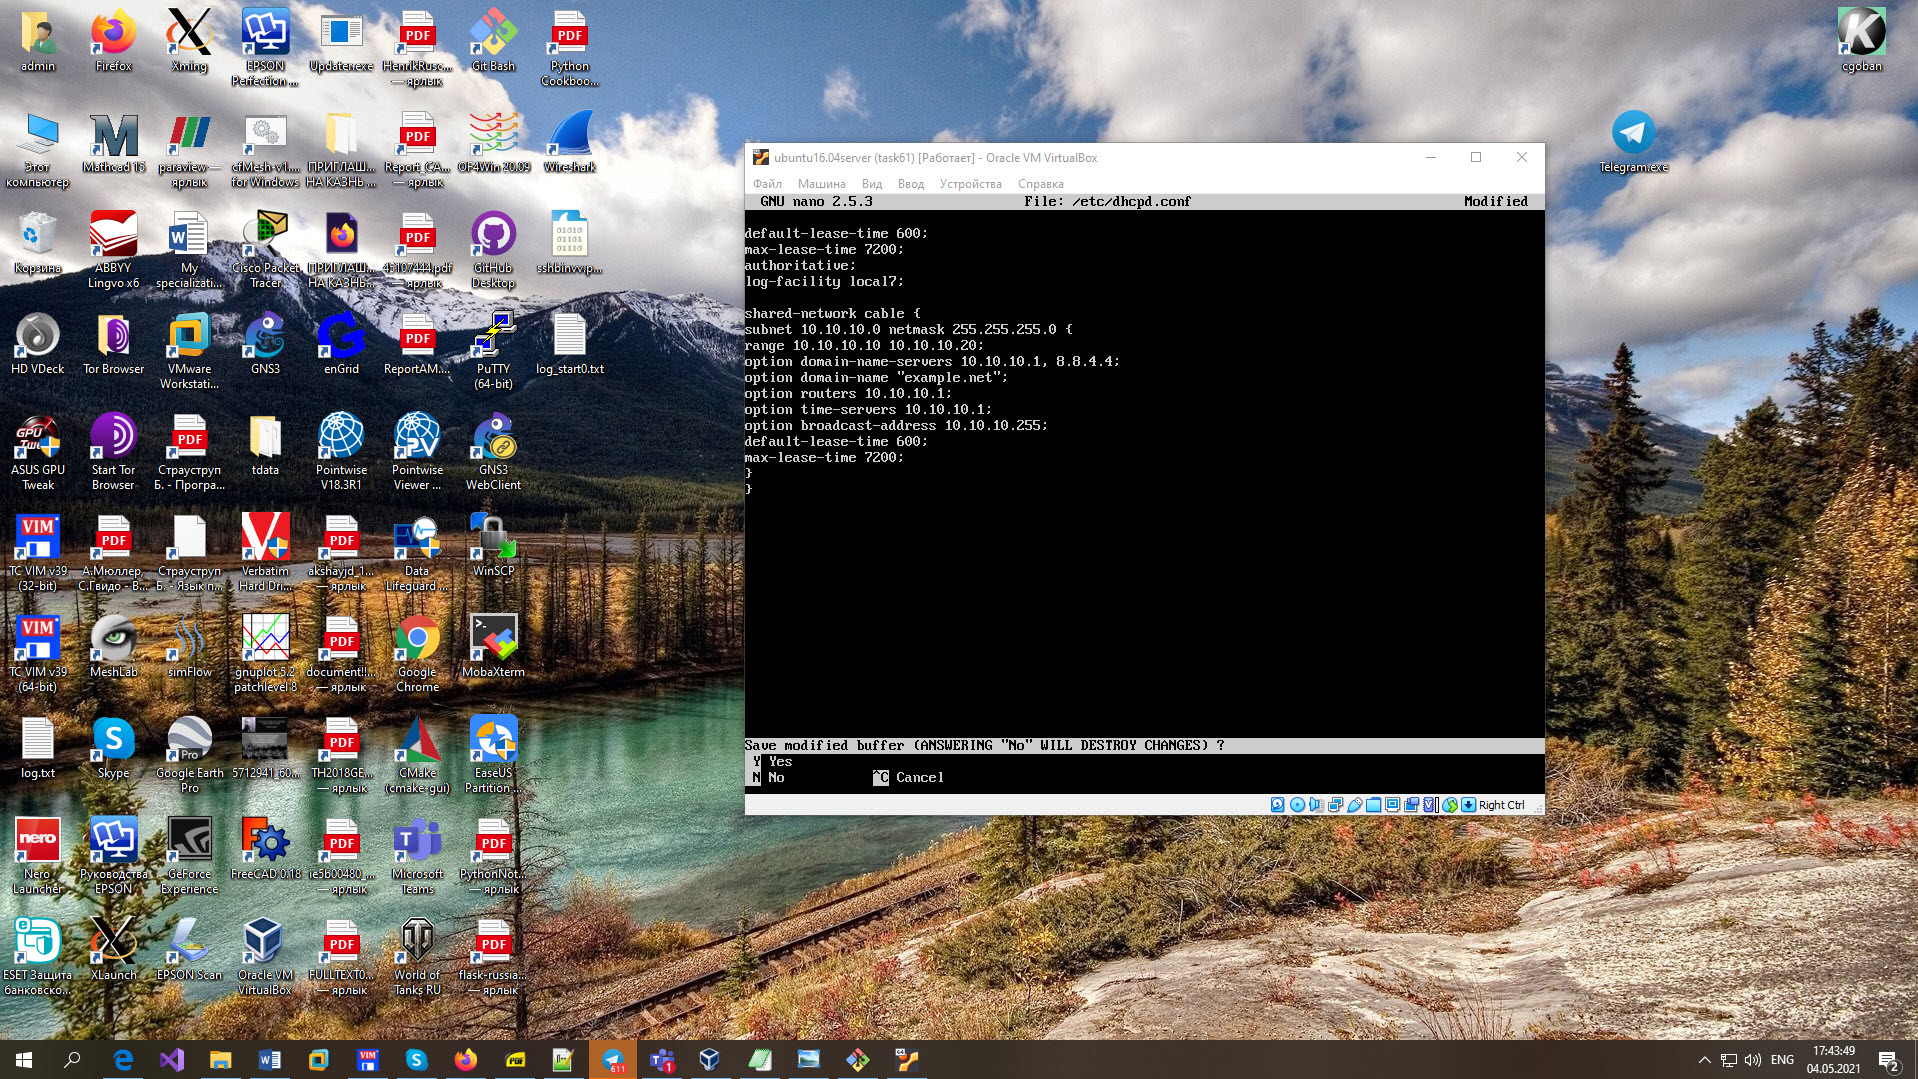 admin
Firefox
Xming
EPSON
Perfection ...
Updater.exe
HenrikRusc...
— ярлык
Git Bash
Python
Cookboo...
cgoban
Этот
компьютер
Mathcad 15
paraview —
ярлык
cfMesh-v1....
for Windows
ПРИГЛАШ...
НА КАЗНЬ ...
Report_CA...
— ярлык
OF4Win 20.09
Wireshark
Telegram.exe
Корзина
ABBYY
Lingvo x6
My
specializati...
Cisco Packet
Tracer
ПРИГЛАШ...
НА КАЗНЬ...
45107444.pdf
— ярлык
GitHub
Desktop
sshbinvv.p...
HD VDeck
Tor Browser
VMware
Workstati...
GNS3
enGrid
ReportAM....
PuTTY
(64-bit)
log_start0.txt
ASUS GPU
Tweak
Start Tor
Browser
Страуструп
Б. - Програ...
tdata
Pointwise
V18.3R1
Pointwise
Viewer ...
GNS3
WebClient
TC VIM v39
(32-bit)
А.Мюллер,
С.Гвидо - В...
Страуструп
Б. - Язык п...
Verbatim
Hard Dri...
akshayjd_1...
— ярлык
Data
Lifeguard ...
WinSCP
TC VIM v39
(64-bit)
MeshLab
simFlow
gnuplot 5.2
patchlevel 8
document!!...
— ярлык
Google
Chrome
MobaXterm
log.txt
Skype
Google Earth
Pro
5712941_60...
TH2018GE...
— ярлык
CMake
(cmake-gui)
EaseUS
Partition ...
Nero
Launcher
Руководства
EPSON
GeForce
Experience
FreeCAD 0.18
ie5b00480_...
— ярлык
Microsoft
Teams
PythonNot...
— ярлык
ESET Защита
банковско...
XLaunch
EPSON Scan
Oracle VM
VirtualBox
FULLTEXT0...
— ярлык
World of
Tanks RU
flask-russia...
— ярлык
ubuntu16.04server (task61) [Работает] - Oracle VM VirtualBox
Файл Машина Вид Ввод Устройства Справка
GNU nano 2.5.3 File: /etc/dhcpd.conf Modified
default-lease-time 600;
max-lease-time 7200;
authoritative;
log-facility local7;
shared-network cable {
subnet 10.10.10.0 netmask 255.255.255.0 {
range 10.10.10.10 10.10.10.20;
option domain-name-servers 10.10.10.1, 8.8.4.4;
option domain-name "example.net";
option routers 10.10.10.1;
option time-servers 10.10.10.1;
option broadcast-address 10.10.10.255;
default-lease-time 600;
max-lease-time 7200;
}
}
Save modified buffer (ANSWERING "No" WILL DESTROY CHANGES) ?
Y Yes
N No ^C Cancel
Right Ctrl
611
1
ENG
17:43:49
04.05.2021
2